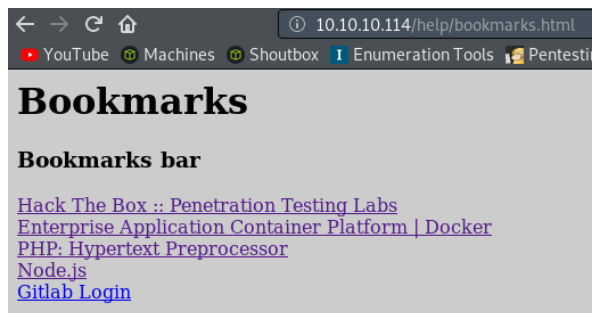 10.10.10.114/help/bookmarks.html
YouTube Machines Shoutbox Enumeration Tools
Bookmarks
Bookmarks bar
Hack The Box :: Penetration Testing Labs
Enterprise Application Container Platform | Docker
PHP: Hypertext Preprocessor
Node.js
Gitlab Login